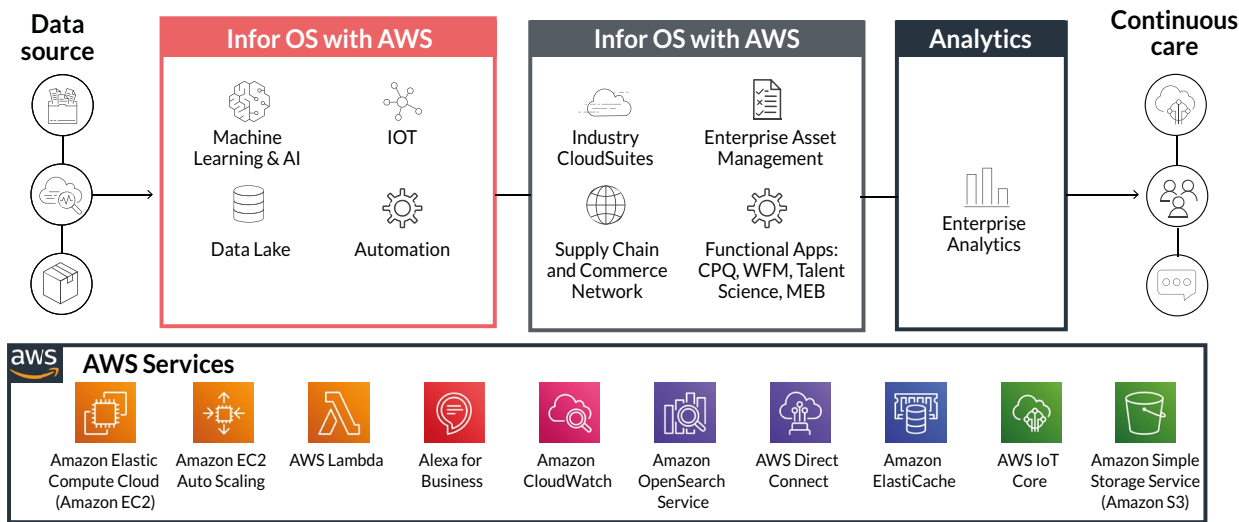 Data
source
Infor OS with AWS
Machine
Learning & AI
IOT
Data Lake
Automation
Infor OS with AWS
Industry
CloudSuites
Enterprise Asset
Management
Supply Chain
and Commerce
Network
Functional Apps:
CPQ, WFM, Talent
Science, MEB
Analytics
Enterprise
Analytics
Continuous
care
aws
AWS Services
Amazon Elastic
Compute Cloud
(Amazon EC2)
Amazon EC2
Auto Scaling
AWS Lambda
Alexa for
Business
Amazon
CloudWatch
Amazon
OpenSearch
Service
AWS Direct
Connect
Amazon
ElastiCache
AWS IoT
Core
Amazon Simple
Storage Service
(Amazon S3)